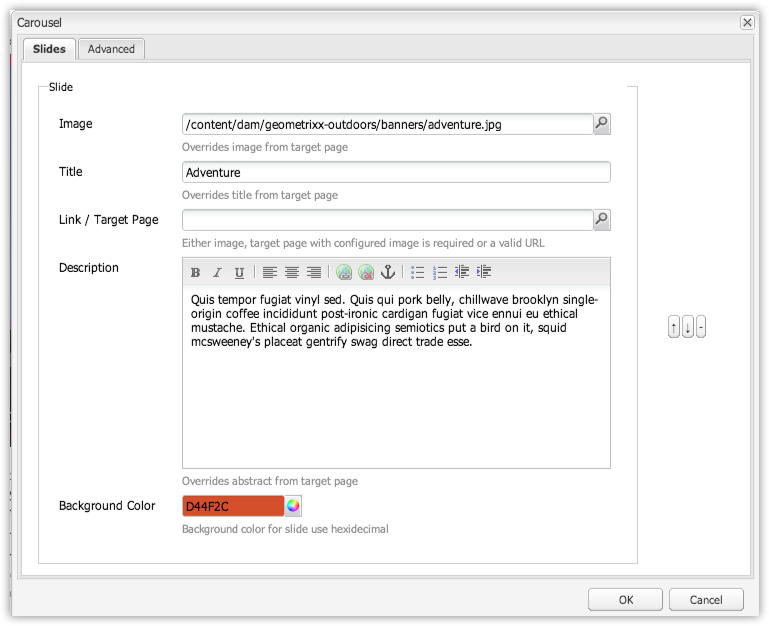 Carousel
Slides
Advanced
Slide
Image
/content/dam/geometrixx-outdoors/banners/adventure.jpg
Overrides image from target page
Title
Adventure
Overrides title from target page
Link / Target Page
Either image, target page with configured image is required or a valid URL
Description
B I U
Quis tempor fugiat vinyl sed. Quis qui pork belly, chillwave brooklyn single-
origin coffee incididunt post-ironic cardigan fugiat vice ennui eu ethical
mustache. Ethical organic adipisicing semiotics put a bird on it, squid
mcsweeney's placeat gentrify swag direct trade esse.
↑ ↓ -
Overrides abstract from target page
Background Color
D44F2C
Background color for slide use hexidecimal
OK
Cancel